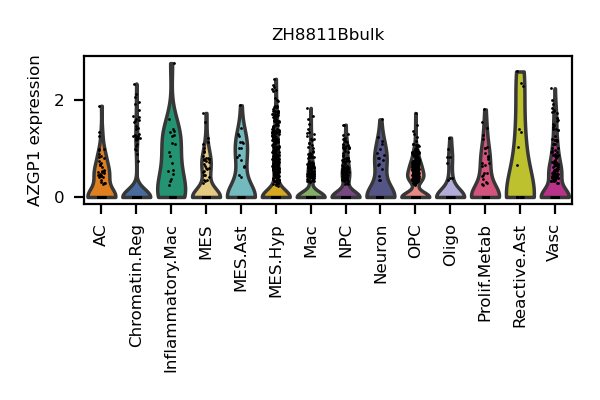 ZH8811Bbulk
AZGP1 expression
2
0
AC
Chromatin.Reg
Inflammatory.Mac
MES
MES.Ast
MES.Hyp
Mac
NPC
Neuron
OPC
Oligo
Prolif.Metab
Reactive.Ast
Vasc